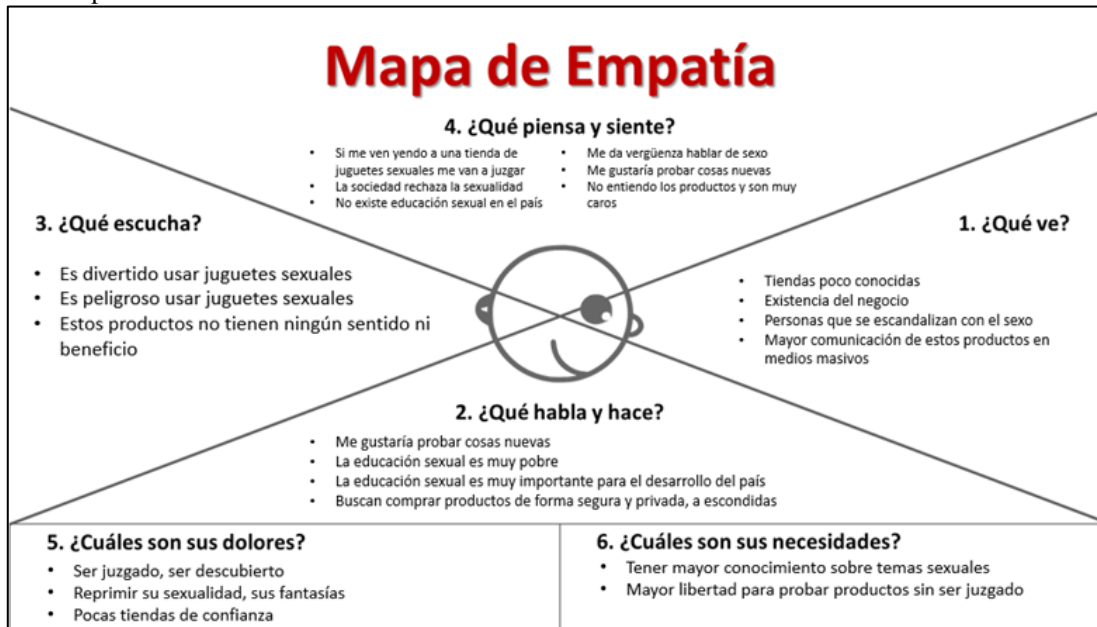 Mapa de Empatía
4. ¿Qué piensa y siente?
• Si me ven yendo a una tienda de
juguetes sexuales me van a juzgar
• La sociedad rechaza la sexualidad
• No existe educación sexual en el país
• Me da vergüenza hablar de sexo
• Me gustaría probar cosas nuevas
• No entiendo los productos y son muy
caros
3. ¿Qué escucha?
• Es divertido usar juguetes sexuales
• Es peligroso usar juguetes sexuales
• Estos productos no tienen ningún sentido ni
beneficio
1. ¿Qué ve?
• Tiendas poco conocidas
• Existencia del negocio
• Personas que se escandalizan con el sexo
• Mayor comunicación de estos productos en
medios masivos
2. ¿Qué habla y hace?
• Me gustaría probar cosas nuevas
• La educación sexual es muy pobre
• La educación sexual es muy importante para el desarrollo del país
• Buscan comprar productos de forma segura y privada, a escondidas
5. ¿Cuáles son sus dolores?
• Ser juzgado, ser descubierto
• Reprimir su sexualidad, sus fantasías
• Pocas tiendas de confianza
6. ¿Cuáles son sus necesidades?
• Tener mayor conocimiento sobre temas sexuales
• Mayor libertad para probar productos sin ser juzgado